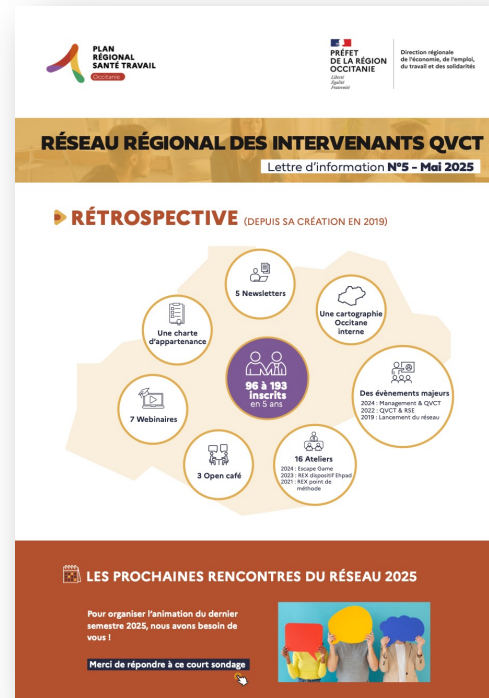 PLAN
RÉGIONAL
SANTÉ TRAVAIL
Occitanie
PRÉFET
DE LA RÉGION
OCCITANIE
Liberté
Égalité
Fraternité
Direction régionale
de l'économie, de l'emploi,
du travail et des solidarités
RÉSEAU RÉGIONAL DES INTERVENANTS QVCT
Lettre d'information N°5 - Mai 2025
RÉTROSPECTIVE (DEPUIS SA CRÉATION EN 2019)
5 Newsletters
Une cartographie
Occitane
interne
Une charte
d'appartenance
96 à 193
inscrits
en 5 ans
Des évènements majeurs
2024 : Management & QVCT
2022 : QVCT & RSE
2019 : Lancement du réseau
7 Webinaires
3 Open café
16 Ateliers
2024 : Escape Game
2023 : REX dispositif Ehpad
2021 : REX point de
méthode
LES PROCHAINES RENCONTRES DU RÉSEAU 2025
Pour organiser l'animation du dernier
semestre 2025, nous avons besoin de
vous !
Merci de répondre à ce court sondage